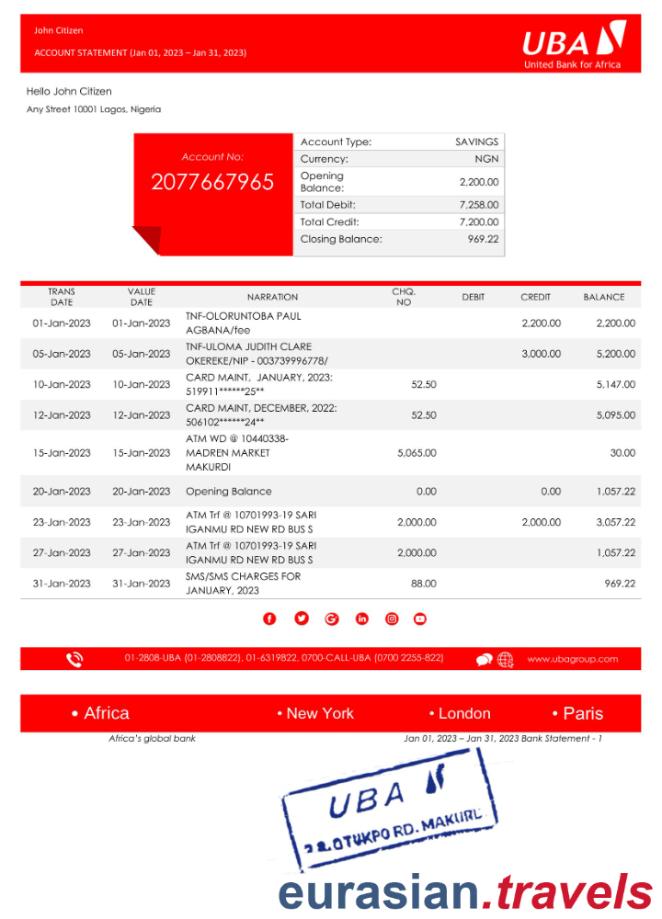 John Citizen
ACCOUNT STATEMENT (Jan 01, 2023 – Jan 31, 2023)
UBA
United Bank for Africa
Hello John Citizen
Any Street 10001 Lagos, Nigeria
Account No:
2077667965
Account Type: SAVINGS
Currency: NGN
Opening
Balance: 2,200.00
Total Debit: 7,258.00
Total Credit: 7,200.00
Closing Balance: 969.22
TRANS DATE VALUE DATE NARRATION CHQ. NO DEBIT CREDIT BALANCE
01-Jan-2023 01-Jan-2023 TNF-OLORUNTOBA PAUL
AGBANA/fee 2,200.00 2,200.00
05-Jan-2023 05-Jan-2023 TNF-ULOMA JUDITH CLARE
OKEREKE/NIP - 003739996778/ 3,000.00 5,200.00
10-Jan-2023 10-Jan-2023 CARD MAINT, JANUARY, 2023:
519911******25** 52.50 5,147.00
12-Jan-2023 12-Jan-2023 CARD MAINT, DECEMBER, 2022:
506102******24** 52.50 5,095.00
15-Jan-2023 15-Jan-2023 ATM WD @ 10440338-
MADREN MARKET
MAKURDI 5,065.00 30.00
20-Jan-2023 20-Jan-2023 Opening Balance 0.00 0.00 1,057.22
23-Jan-2023 23-Jan-2023 ATM Trf @ 10701993-19 SARI
IGANMU RD NEW RD BUS S 2,000.00 2,000.00 3,057.22
27-Jan-2023 27-Jan-2023 ATM Trf @ 10701993-19 SARI
IGANMU RD NEW RD BUS S 2,000.00 1,057.22
31-Jan-2023 31-Jan-2023 SMS/SMS CHARGES FOR
JANUARY, 2023 88.00 969.22
01-2808-UBA (01-2808822), 01-6319822, 0700-CALL-UBA (0700 2255-822) www.ubagroup.com
• Africa • New York • London • Paris
Africa's global bank Jan 01, 2023 – Jan 31, 2023 Bank Statement - 1
UBA
OTUKPO RD.
eurasian.travels